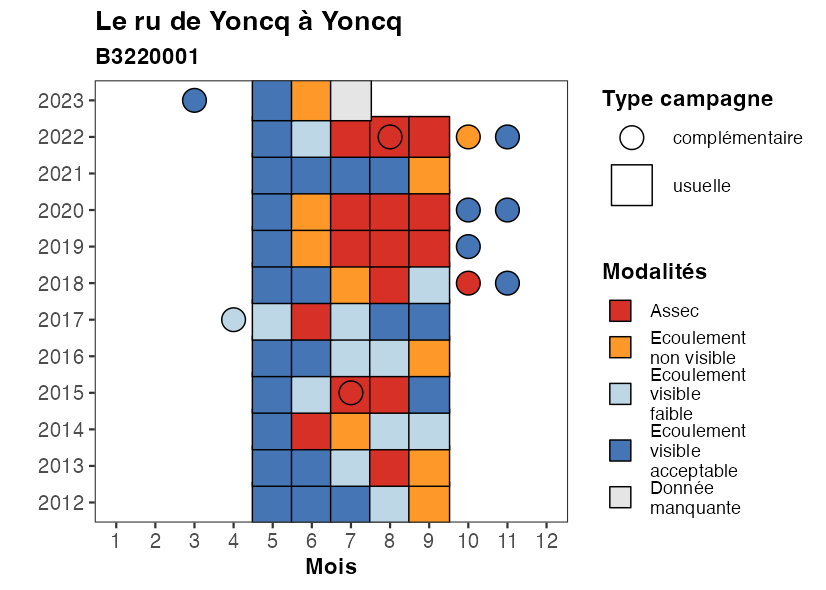 Le ru de Yoncq à Yoncq
B3220001
2023
2022
2021
2020
2019
2018
2017
2016
2015
2014
2013
2012
1 2 3 4 5 6 7 8 9 10 11 12
Mois
Type campagne
complémentaire
usuelle
Modalités
Assec
Ecoulement
non visible
Ecoulement
visible
faible
Ecoulement
visible
acceptable
Donnée
manquante